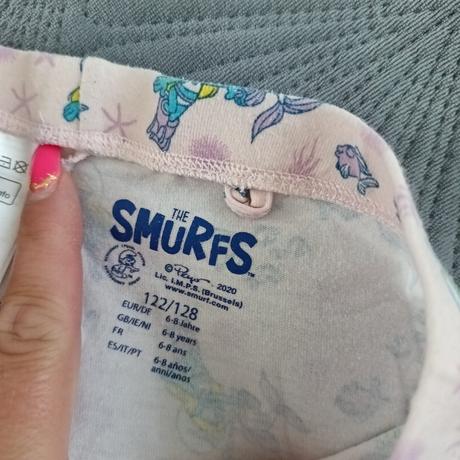 THE
SMURFS™
© Peyo 2020
Lic. I.M.P.S. (Brussels)
www.smurf.com
122/128
EUR/DE 6-8 Jahre
GB/IE/NI 6-8 years
FR 6-8 ans
ES/IT/PT 6-8 años/
anni/anos